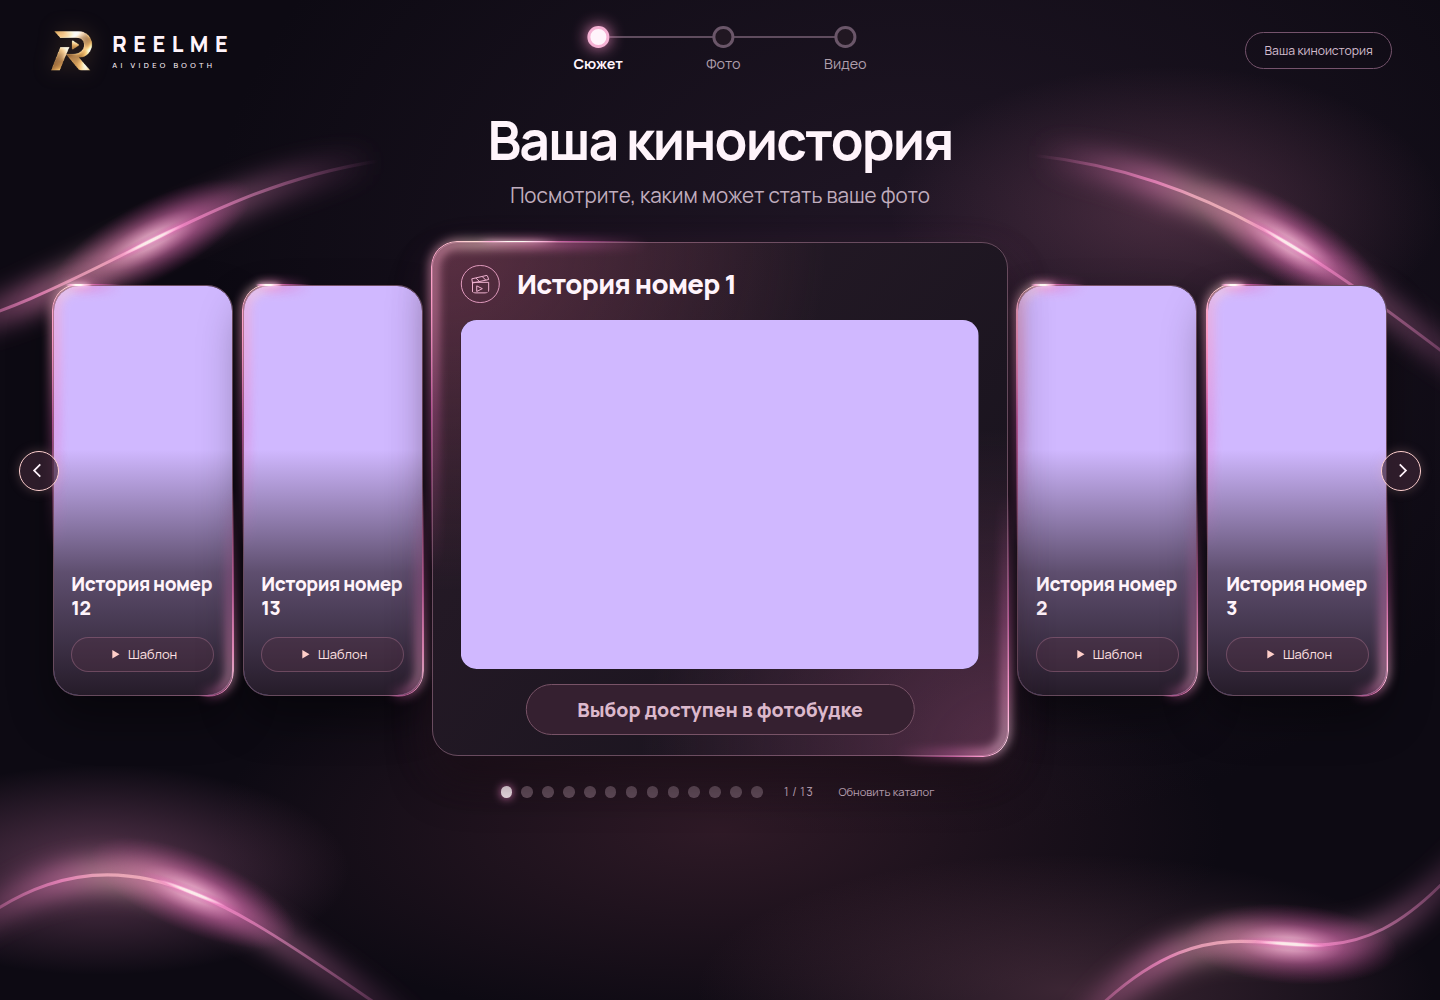 REELME
AI VIDEO BOOTH
Сюжет
Фото
Видео
Ваша киноистория
Ваша киноистория
Посмотрите, каким может стать ваше фото
История номер 1
История номер
12
Шаблон
История номер
13
Шаблон
История номер
2
Шаблон
История номер
3
Шаблон
Выбор доступен в фотобудке
1 / 13
Обновить каталог